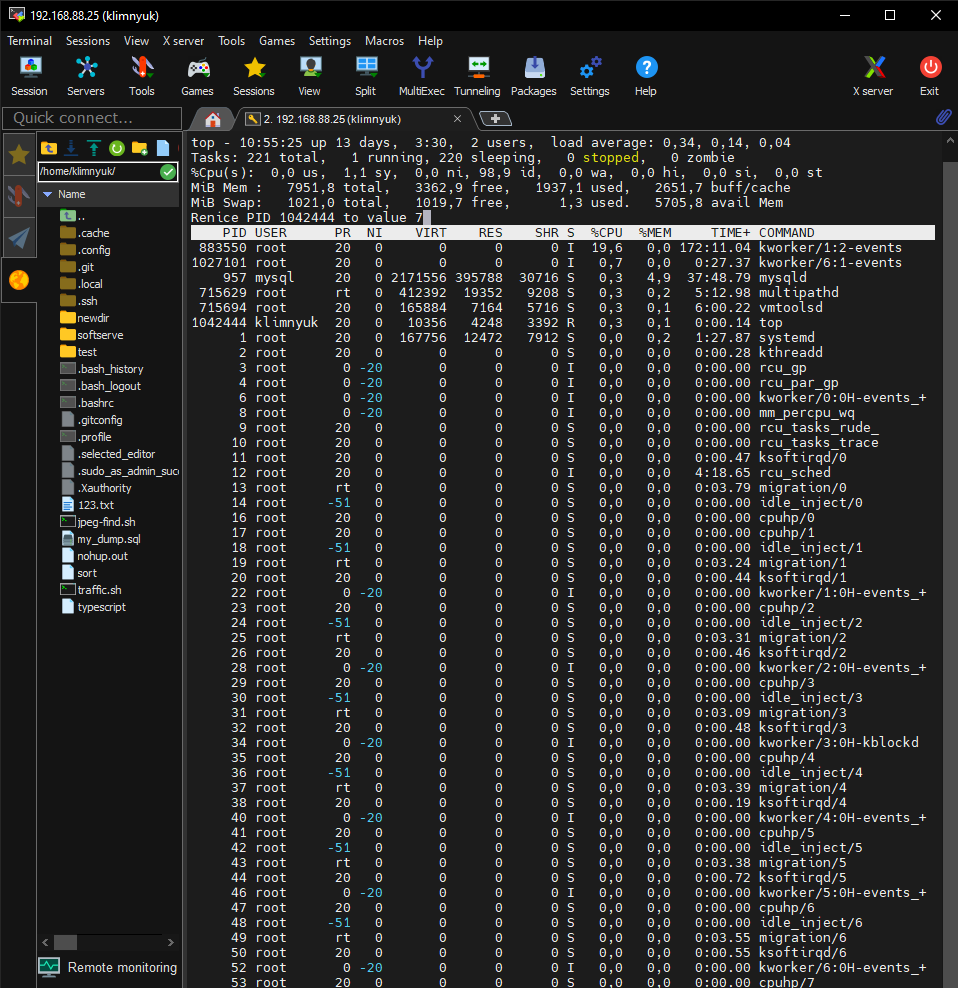 192.168.88.25 (klimnyuk)
Terminal Sessions View X server Tools Games Settings Macros Help
Session Servers Tools Games Sessions View Split MultiExec Tunneling Packages Settings Help X server Exit
Quick connect...
2. 192.168.88.25 (klimnyuk)
/home/klimnyuk/
Name
..
.cache
.config
.git
.local
.ssh
newdir
softserve
test
.bash_history
.bash_logout
.bashrc
.gitconfig
.profile
.selected_editor
.sudo_as_admin_succ
.Xauthority
123.txt
jpeg-find.sh
my_dump.sql
nohup.out
sort
traffic.sh
typescript
Remote monitoring
top - 10:55:25 up 13 days,  3:30,  2 users,  load average: 0,34, 0,14, 0,04
Tasks: 221 total,   1 running, 220 sleeping,   0 stopped,   0 zombie
%Cpu(s):  0,0 us,  1,1 sy,  0,0 ni, 98,9 id,  0,0 wa,  0,0 hi,  0,0 si,  0,0 st
MiB Mem :   7951,8 total,   3362,9 free,   1937,1 used,   2651,7 buff/cache
MiB Swap:   1021,0 total,   1019,7 free,      1,3 used.   5705,8 avail Mem
Renice PID 1042444 to value 7
PID USER PR NI VIRT RES SHR S %CPU %MEM TIME+ COMMAND
883550 root 20 0 0 0 0 I 19,6 0,0 172:11.04 kworker/1:2-events
1027101 root 20 0 0 0 0 I 0,7 0,0 0:27.37 kworker/6:1-events
957 mysql 20 0 2171556 395788 30716 S 0,3 4,9 37:48.79 mysqld
715629 root rt 0 412392 19352 9208 S 0,3 0,2 5:12.98 multipathd
715694 root 20 0 165884 7164 5716 S 0,3 0,1 6:00.22 vmtoolsd
1042444 klimnyuk 20 0 10356 4248 3392 R 0,3 0,1 0:00.14 top
1 root 20 0 167756 12472 7912 S 0,0 0,2 1:27.87 systemd
2 root 20 0 0 0 0 S 0,0 0,0 0:00.28 kthreadd
3 root 0 -20 0 0 0 I 0,0 0,0 0:00.00 rcu_gp
4 root 0 -20 0 0 0 I 0,0 0,0 0:00.00 rcu_par_gp
6 root 0 -20 0 0 0 I 0,0 0,0 0:00.00 kworker/0:0H-events_+
8 root 0 -20 0 0 0 I 0,0 0,0 0:00.00 mm_percpu_wq
9 root 20 0 0 0 0 S 0,0 0,0 0:00.00 rcu_tasks_rude_
10 root 20 0 0 0 0 S 0,0 0,0 0:00.00 rcu_tasks_trace
11 root 20 0 0 0 0 S 0,0 0,0 0:00.47 ksoftirqd/0
12 root 20 0 0 0 0 I 0,0 0,0 4:18.65 rcu_sched
13 root rt 0 0 0 0 S 0,0 0,0 0:03.79 migration/0
14 root -51 0 0 0 0 S 0,0 0,0 0:00.00 idle_inject/0
16 root 20 0 0 0 0 S 0,0 0,0 0:00.00 cpuhp/0
17 root 20 0 0 0 0 S 0,0 0,0 0:00.00 cpuhp/1
18 root -51 0 0 0 0 S 0,0 0,0 0:00.00 idle_inject/1
19 root rt 0 0 0 0 S 0,0 0,0 0:03.24 migration/1
20 root 20 0 0 0 0 S 0,0 0,0 0:00.44 ksoftirqd/1
22 root 0 -20 0 0 0 I 0,0 0,0 0:00.00 kworker/1:0H-events_+
23 root 20 0 0 0 0 S 0,0 0,0 0:00.00 cpuhp/2
24 root -51 0 0 0 0 S 0,0 0,0 0:00.00 idle_inject/2
25 root rt 0 0 0 0 S 0,0 0,0 0:03.31 migration/2
26 root 20 0 0 0 0 S 0,0 0,0 0:00.46 ksoftirqd/2
28 root 0 -20 0 0 0 I 0,0 0,0 0:00.00 kworker/2:0H-events_+
29 root 20 0 0 0 0 S 0,0 0,0 0:00.00 cpuhp/3
30 root -51 0 0 0 0 S 0,0 0,0 0:00.00 idle_inject/3
31 root rt 0 0 0 0 S 0,0 0,0 0:03.09 migration/3
32 root 20 0 0 0 0 S 0,0 0,0 0:00.48 ksoftirqd/3
34 root 0 -20 0 0 0 I 0,0 0,0 0:00.00 kworker/3:0H-kblockd
35 root 20 0 0 0 0 S 0,0 0,0 0:00.00 cpuhp/4
36 root -51 0 0 0 0 S 0,0 0,0 0:00.00 idle_inject/4
37 root rt 0 0 0 0 S 0,0 0,0 0:03.39 migration/4
38 root 20 0 0 0 0 S 0,0 0,0 0:00.19 ksoftirqd/4
40 root 0 -20 0 0 0 I 0,0 0,0 0:00.00 kworker/4:0H-events_+
41 root 20 0 0 0 0 S 0,0 0,0 0:00.00 cpuhp/5
42 root -51 0 0 0 0 S 0,0 0,0 0:00.00 idle_inject/5
43 root rt 0 0 0 0 S 0,0 0,0 0:03.38 migration/5
44 root 20 0 0 0 0 S 0,0 0,0 0:00.72 ksoftirqd/5
46 root 0 -20 0 0 0 I 0,0 0,0 0:00.00 kworker/5:0H-events_+
47 root 20 0 0 0 0 S 0,0 0,0 0:00.00 cpuhp/6
48 root -51 0 0 0 0 S 0,0 0,0 0:00.00 idle_inject/6
49 root rt 0 0 0 0 S 0,0 0,0 0:03.55 migration/6
50 root 20 0 0 0 0 S 0,0 0,0 0:00.55 ksoftirqd/6
52 root 0 -20 0 0 0 I 0,0 0,0 0:00.00 kworker/6:0H-events_+
53 root 20 0 0 0 0 S 0,0 0,0 0:00.00 cpuhp/7